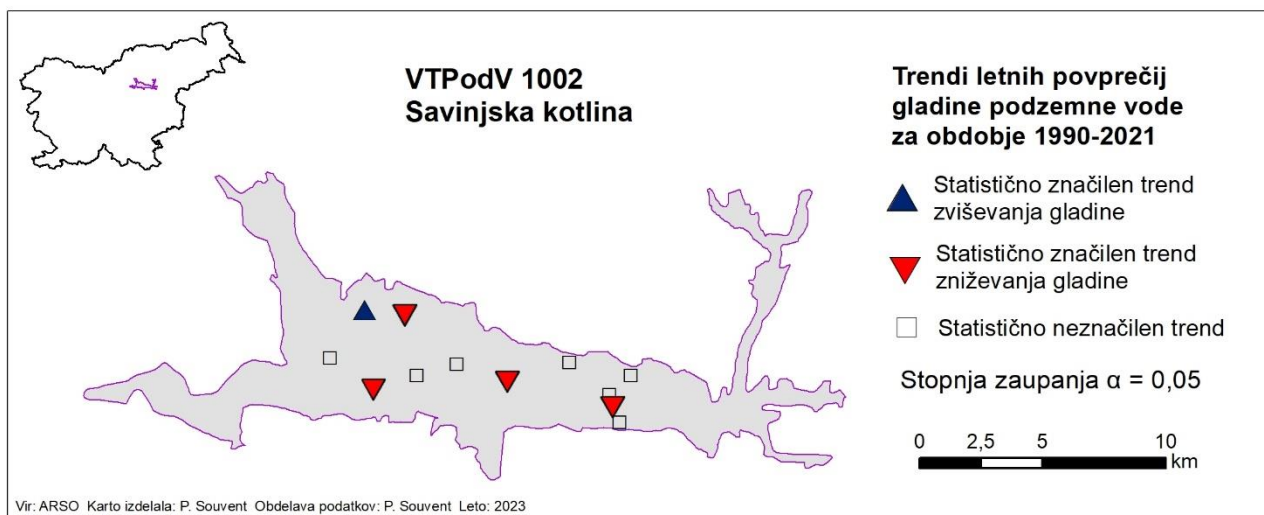 VTPodV 1002
Savinjska kotlina
Trendi letnih povprečij
gladine podzemne vode
za obdobje 1990-2021
Statistično značilen trend
zviševanja gladine
Statistično značilen trend
zniževanja gladine
Statistično neznačilen trend
Stopnja zaupanja α = 0,05
0 2,5 5 10
km
Vir: ARSO Karto izdelala: P. Souvent Obdelava podatkov: P. Souvent Leto: 2023